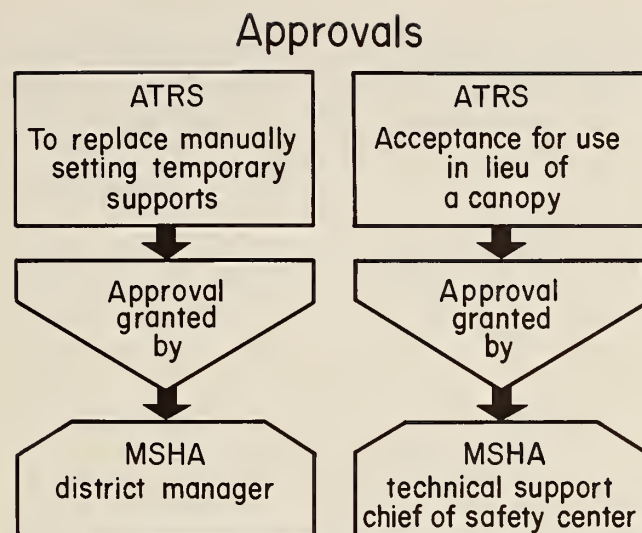 Approvals
ATRS
To replace manually
setting temporary
supports
Approval
granted
by
MSHA
district manager
ATRS
Acceptance for use
in lieu of
a canopy
Approval
granted
by
MSHA
technical support
chief of safety center